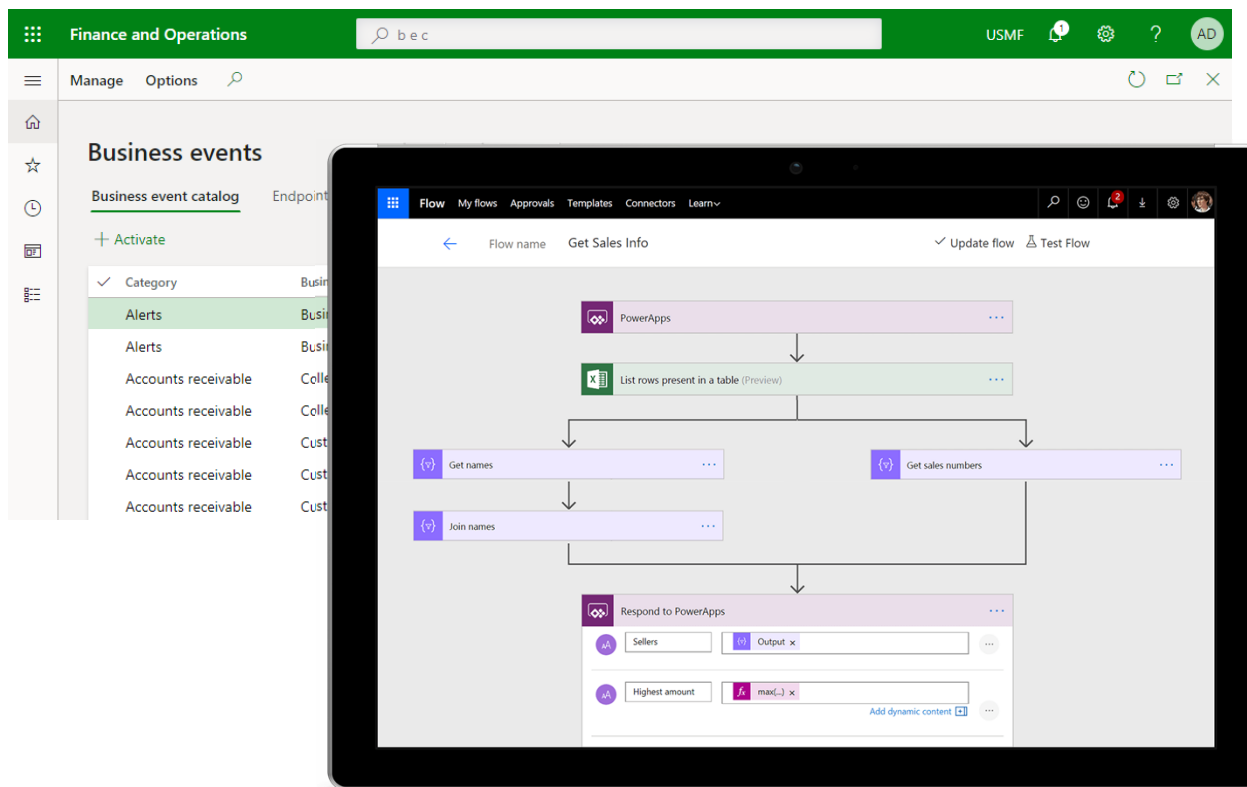 Finance and Operations
b e c
USMF
1
?
AD
Manage Options
Business events
Business event catalog Endpoint
+ Activate
Category Busin
Alerts Busi
Alerts Busi
Accounts receivable Colle
Accounts receivable Colle
Accounts receivable Cust
Accounts receivable Cust
Accounts receivable Cust
Flow My flows Approvals Templates Connectors Learn
2
Flow name Get Sales Info Update flow Test Flow
PowerApps ...
List rows present in a table (Preview) ...
Get names ...
Get sales numbers ...
Join names ...
Respond to PowerApps ...
Sellers Output x ...
Highest amount fx max(...) x
Add dynamic content ...